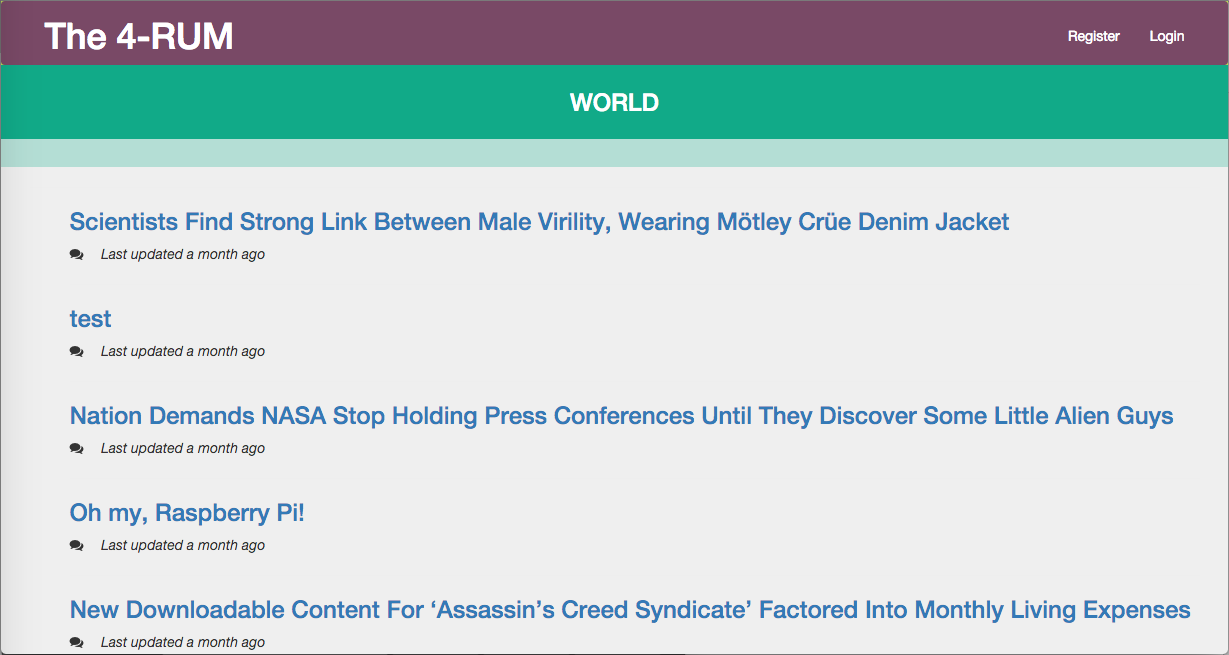 The 4-RUM
Register Login
WORLD
Scientists Find Strong Link Between Male Virility, Wearing Mötley Crüe Denim Jacket
Last updated a month ago
test
Last updated a month ago
Nation Demands NASA Stop Holding Press Conferences Until They Discover Some Little Alien Guys
Last updated a month ago
Oh my, Raspberry Pi!
Last updated a month ago
New Downloadable Content For ‘Assassin’s Creed Syndicate’ Factored Into Monthly Living Expenses
Last updated a month ago